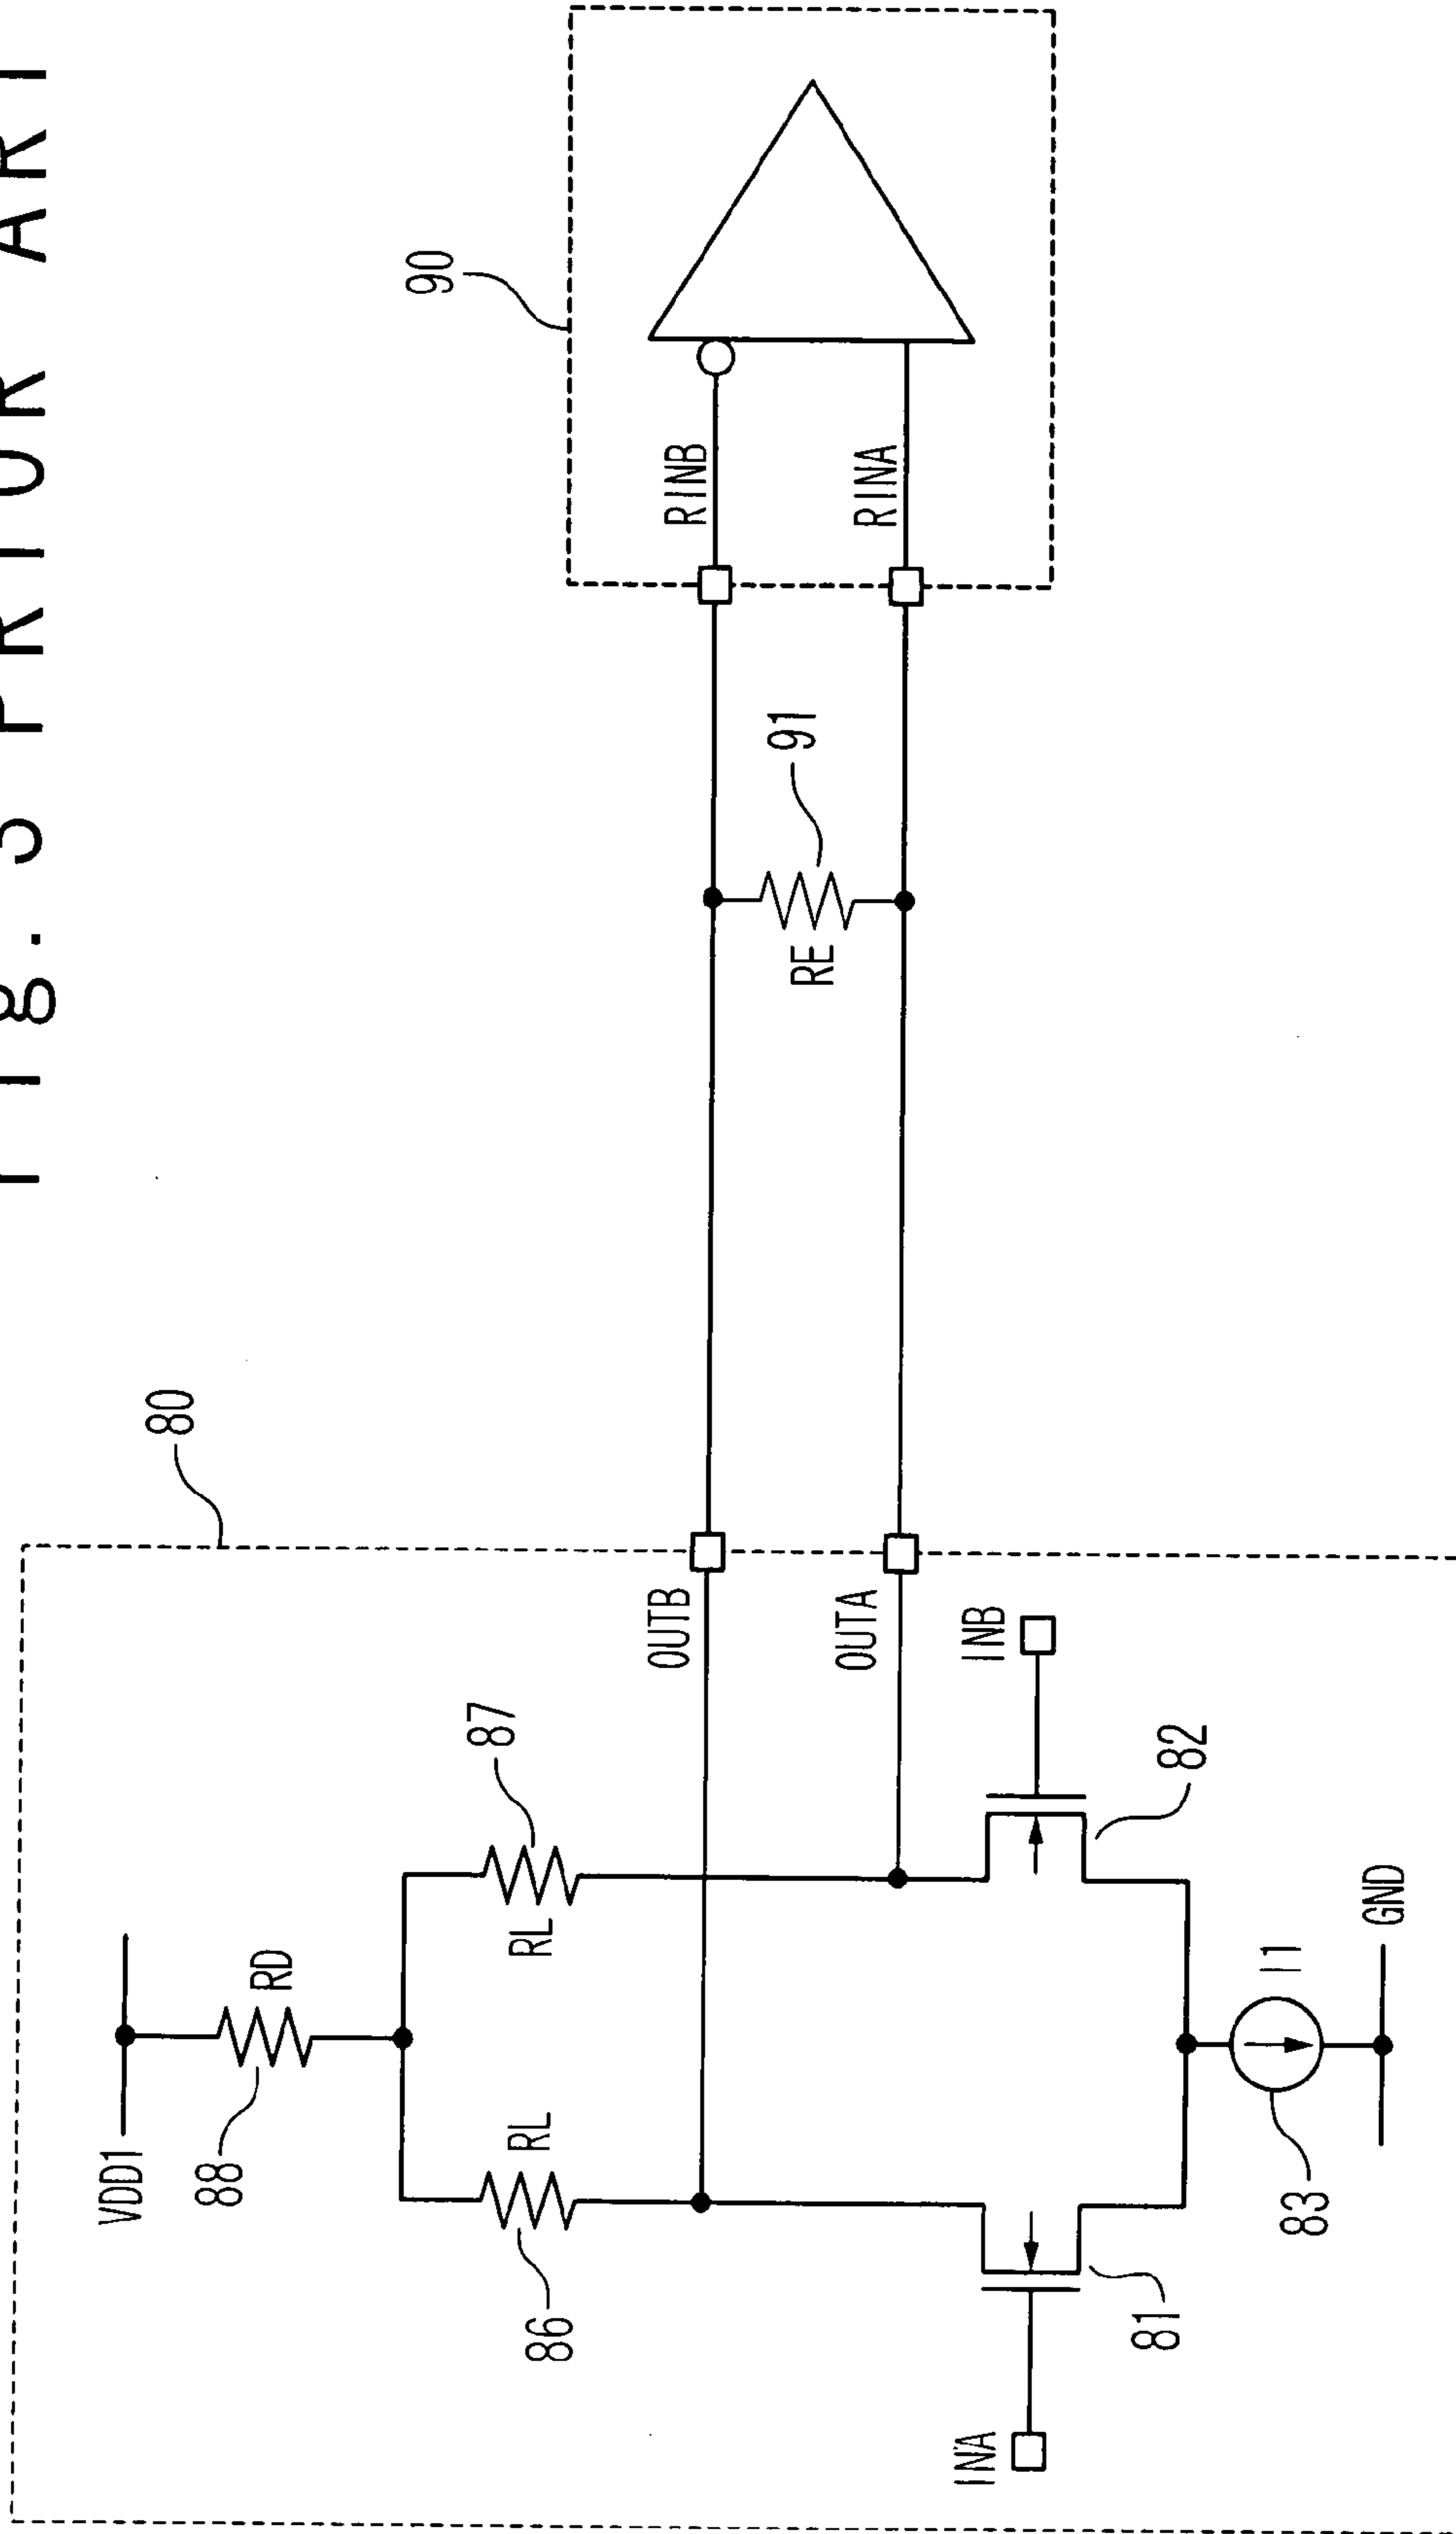 Fig. 3 PRIOR ART
90
RINB
RINA
91
RE
80
OUTB
OUTA
INB
87
82
RL
RD
GND
I1
VDD1
88
RL
86
83
81
INA